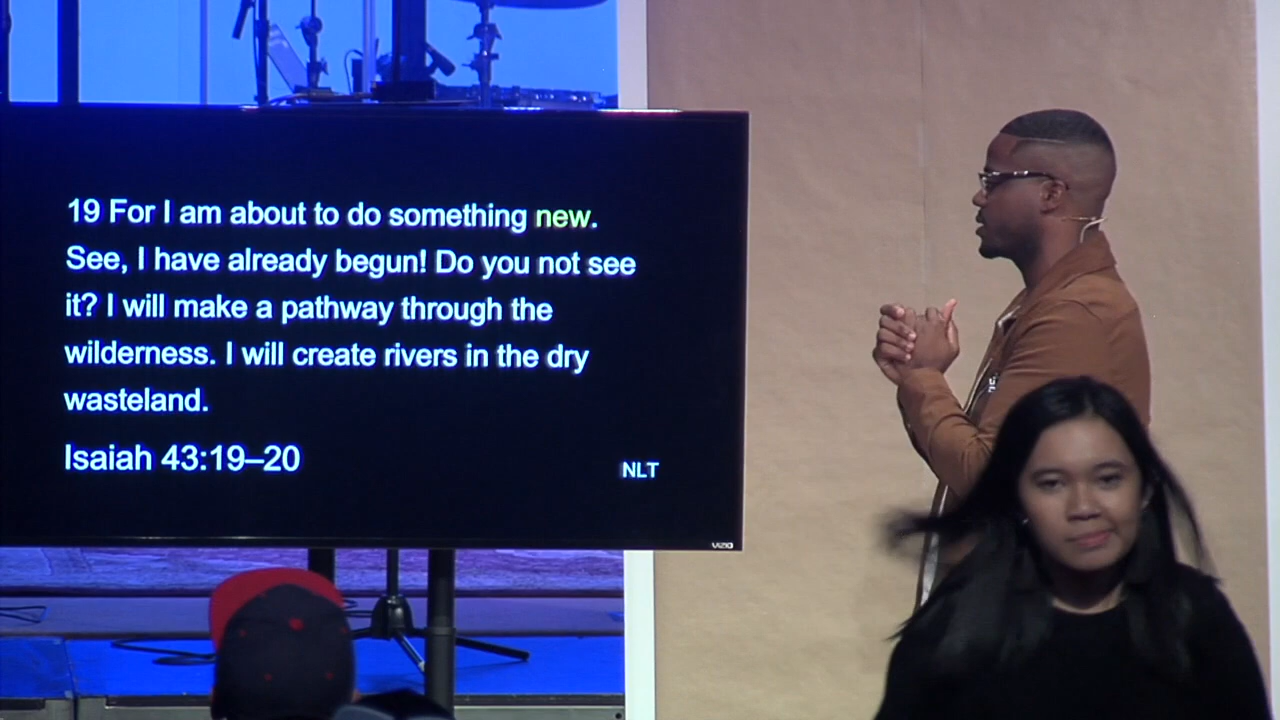 19 For I am about to do something new.
See, I have already begun! Do you not see
it? I will make a pathway through the
wilderness. I will create rivers in the dry
wasteland.
Isaiah 43:19–20
NLT
VIZIO